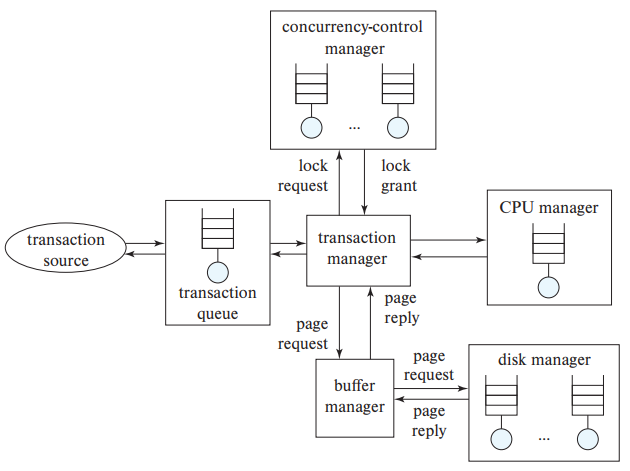 concurrency-control
manager
...
lock
request
lock
grant
CPU manager
transaction
source
transaction
queue
transaction
manager
page
request
page
reply
buffer
manager
page
request
page
reply
disk manager
...